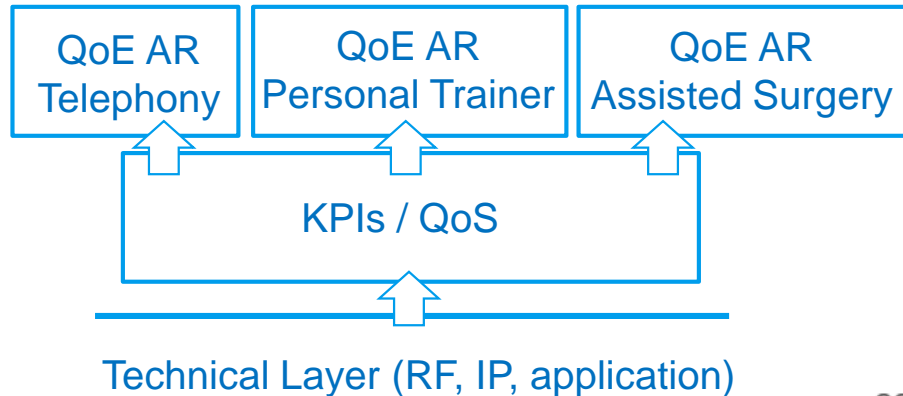 QoE AR
Telephony
QoE AR
Personal Trainer
QoE AR
Assisted Surgery
KPIs / QoS
Technical Layer (RF, IP, application)